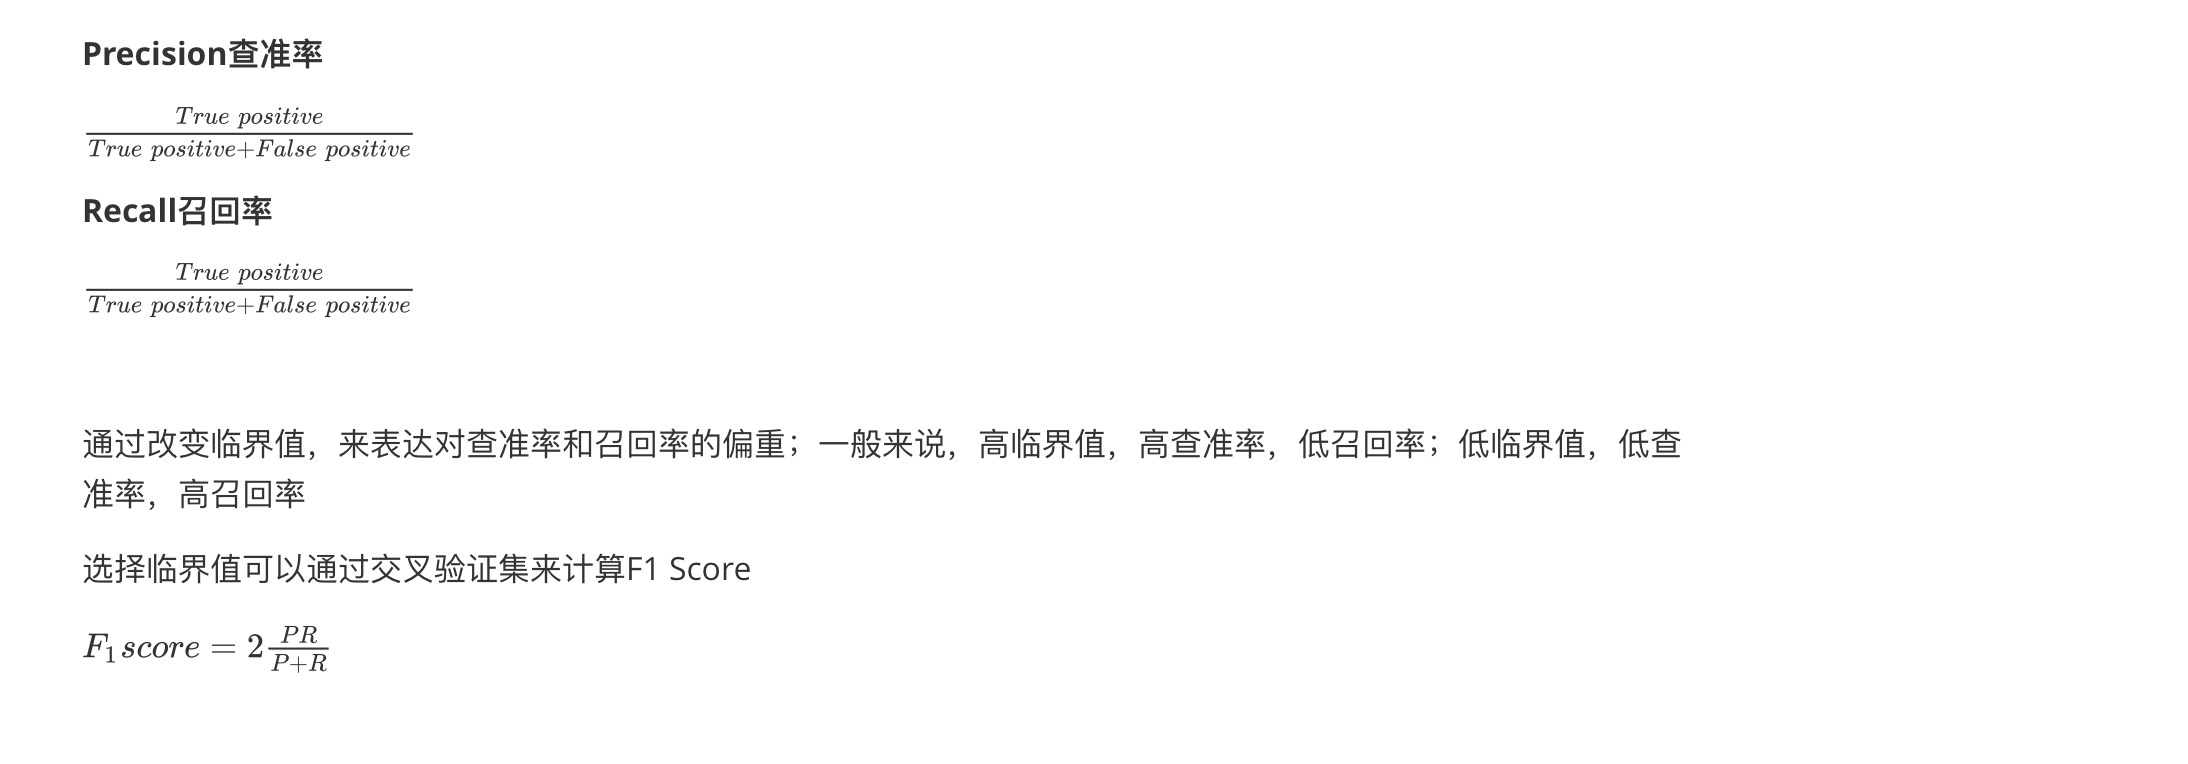 Precision查准率
$\frac{True\ positive}{True\ positive+False\ positive}$
Recall召回率
$\frac{True\ positive}{True\ positive+False\ positive}$
通过改变临界值，来表达对查准率和召回率的偏重；一般来说，高临界值，高查准率，低召回率；低临界值，低查
准率，高召回率
选择临界值可以通过交叉验证集来计算F1 Score
$F_1score = 2\frac{PR}{P+R}$